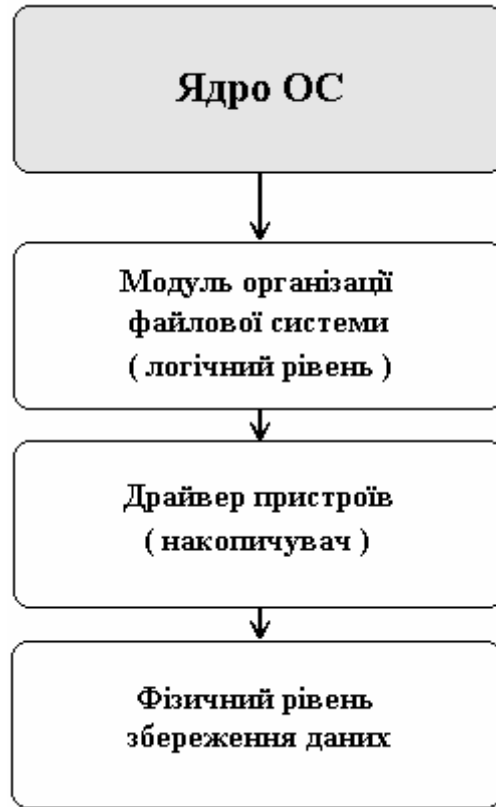 Ядро ОС
Модуль організації
файлової системи
( логічний рівень )
Драйвер пристроїв
( накопичувач )
Фізичний рівень
збереження даних